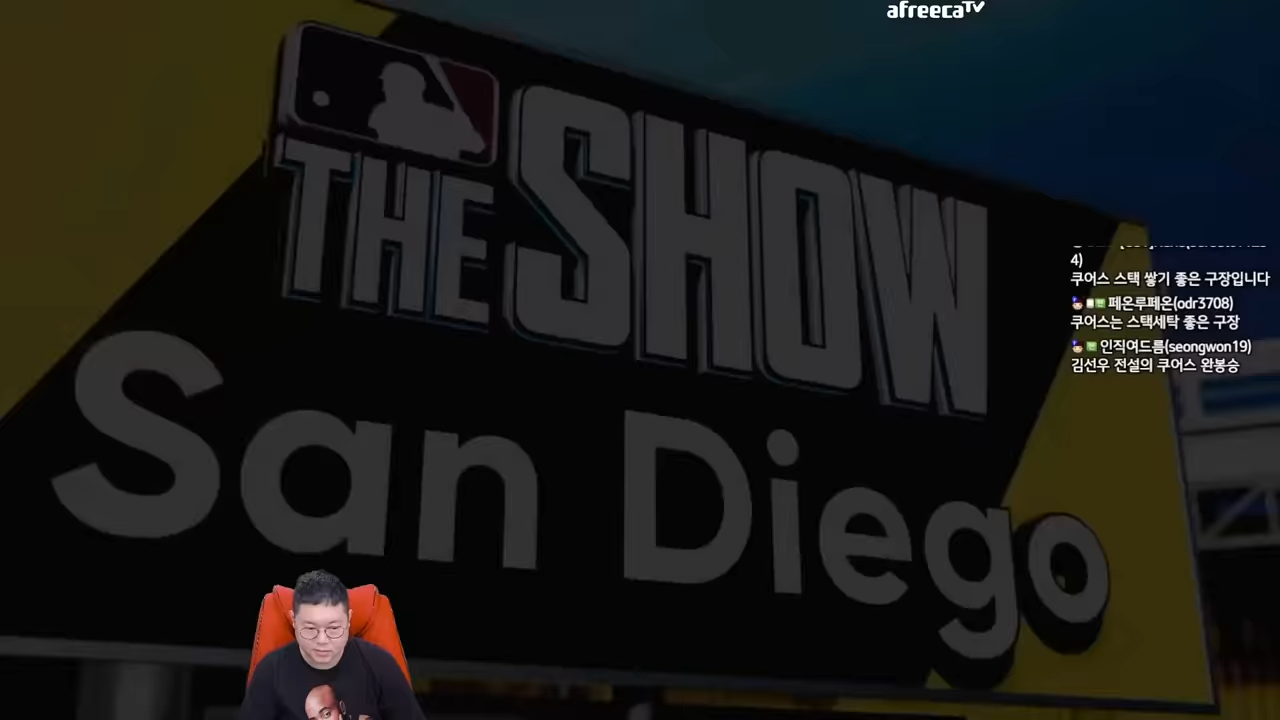 afreecaTV
THE SHOW
San Diego
4)
쿠어스 스택 쌓기 좋은 구장입니다
페온루페온(odr3708)
쿠어스는 스택세탁 좋은 구장
인직여드름(seongwon19)
김선우 전설의 쿠어스 완봉승